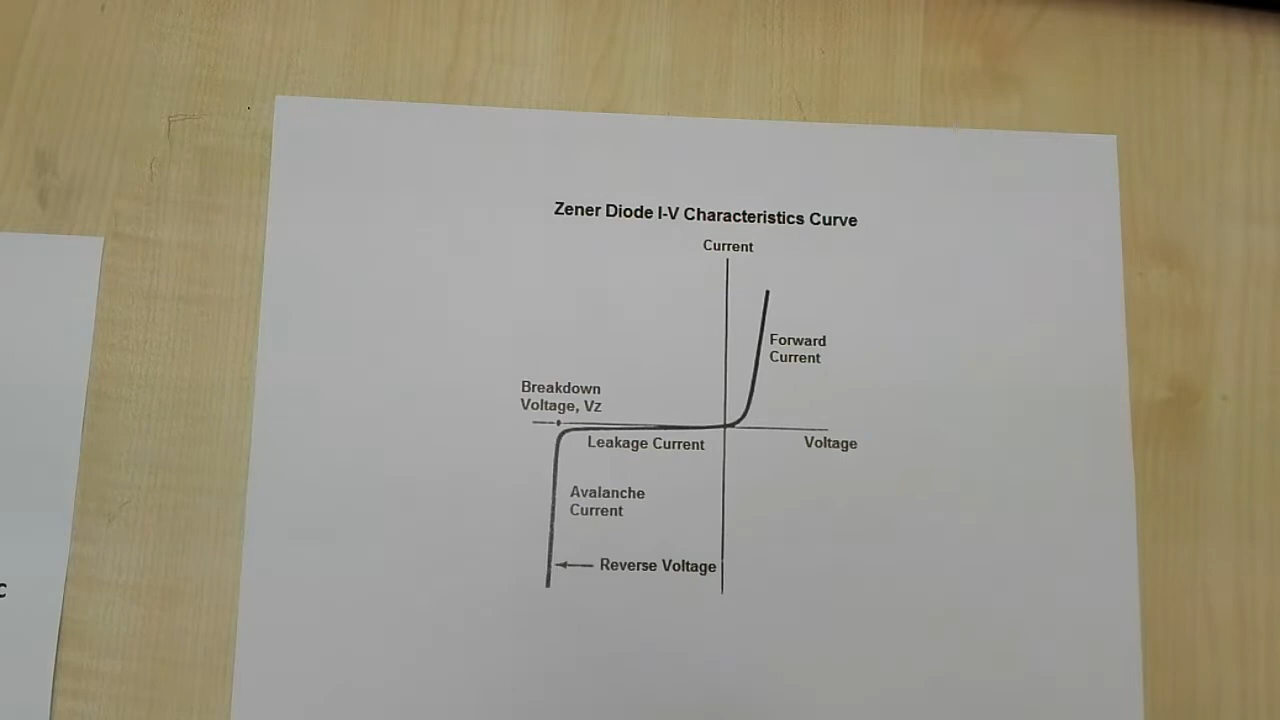 Zener Diode I-V Characteristics Curve
Current
Forward
Current
Breakdown
Voltage, Vz
Leakage Current
Voltage
Avalanche
Current
Reverse Voltage
c